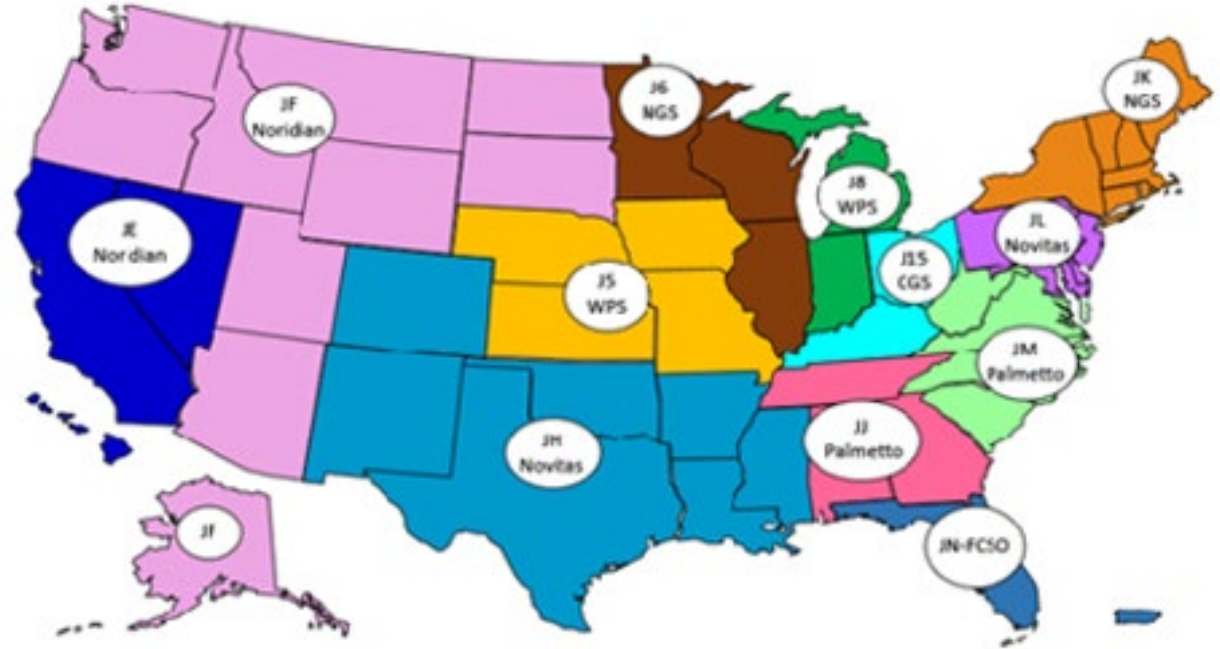 JF
Noridian
J6
NGS
JK
NGS
JE
Nordian
J8
WPS
JL
Novitas
J5
WPS
J15
CGS
JM
Palmetto
JH
Novitas
JJ
Palmetto
JF
JN-FCSO